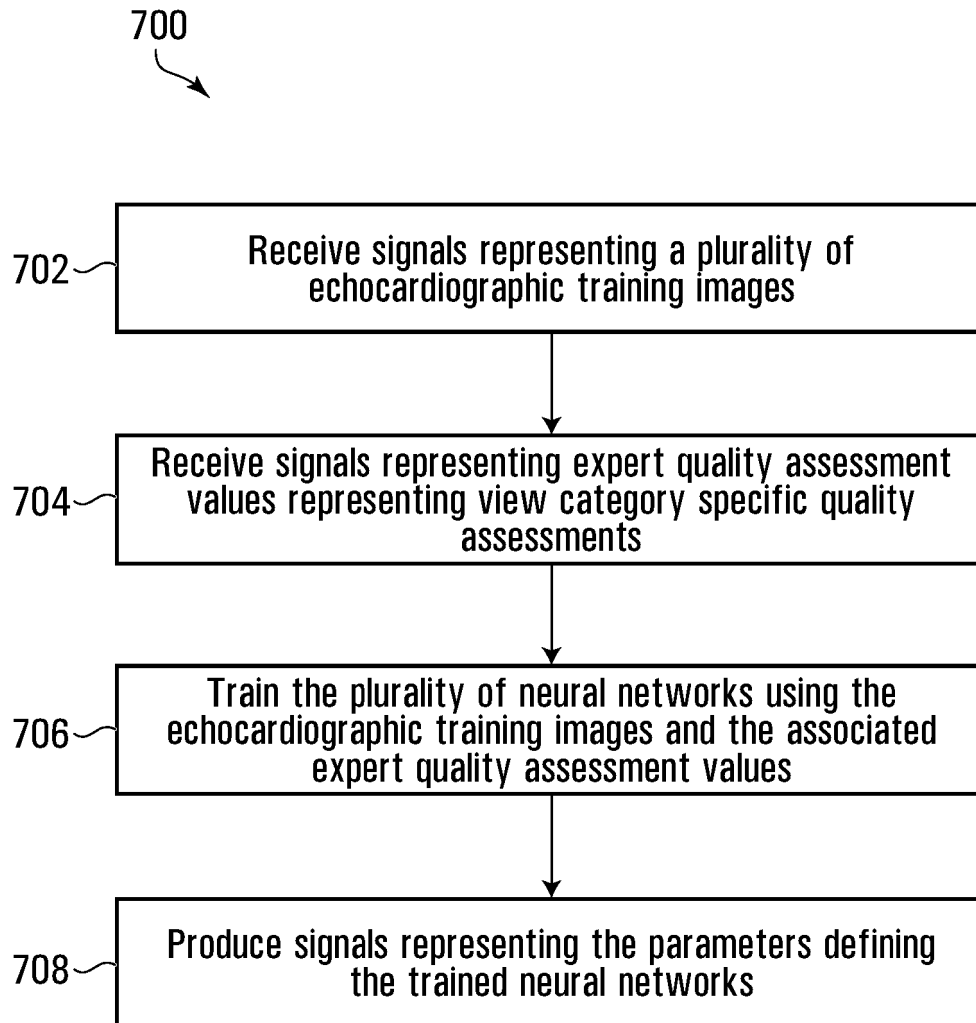 700
702
Receive signals representing a plurality of
echocardiographic training images
704
Receive signals representing expert quality assessment
values representing view category specific quality
assessments
706
Train the plurality of neural networks using the
echocardiographic training images and the associated
expert quality assessment values
708
Produce signals representing the parameters defining
the trained neural networks